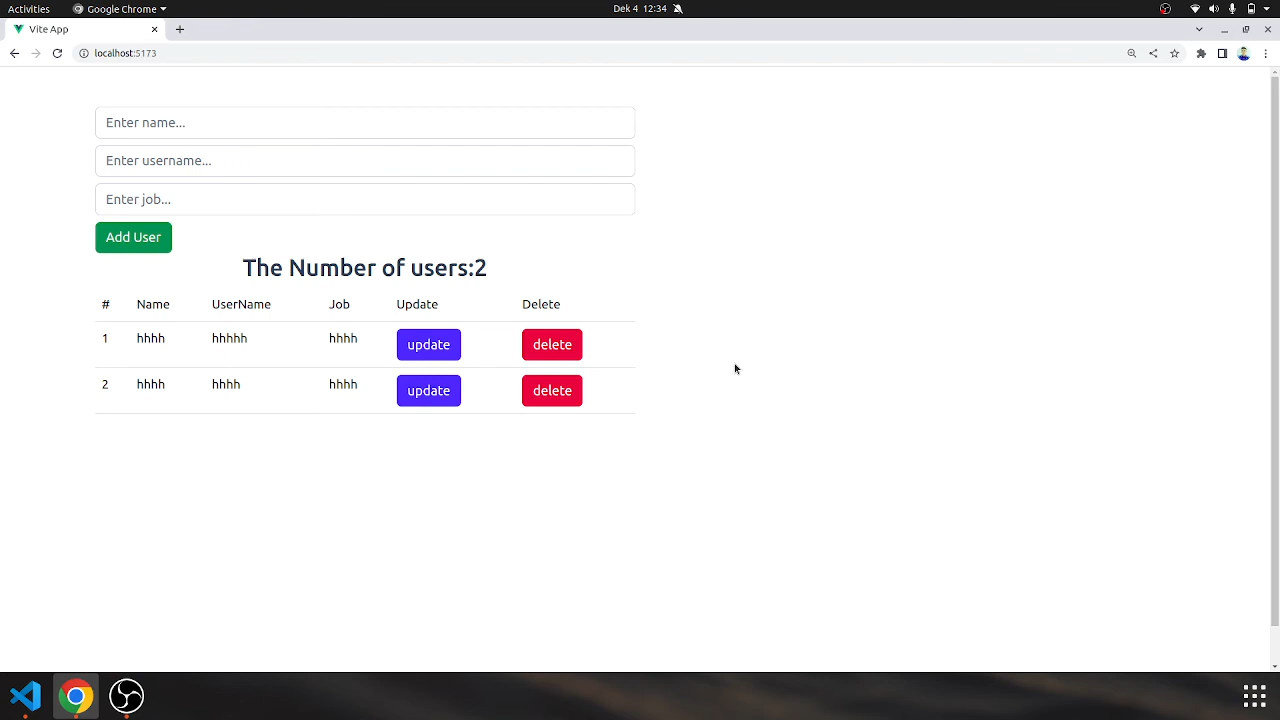 Activities Google Chrome Dek 4 12:34
Vite App
localhost:5173
Enter name...
Enter username...
Enter job...
Add User
The Number of users:2
# Name UserName Job Update Delete
1 hhhh hhhhh hhhh update delete
2 hhhh hhhh hhhh update delete